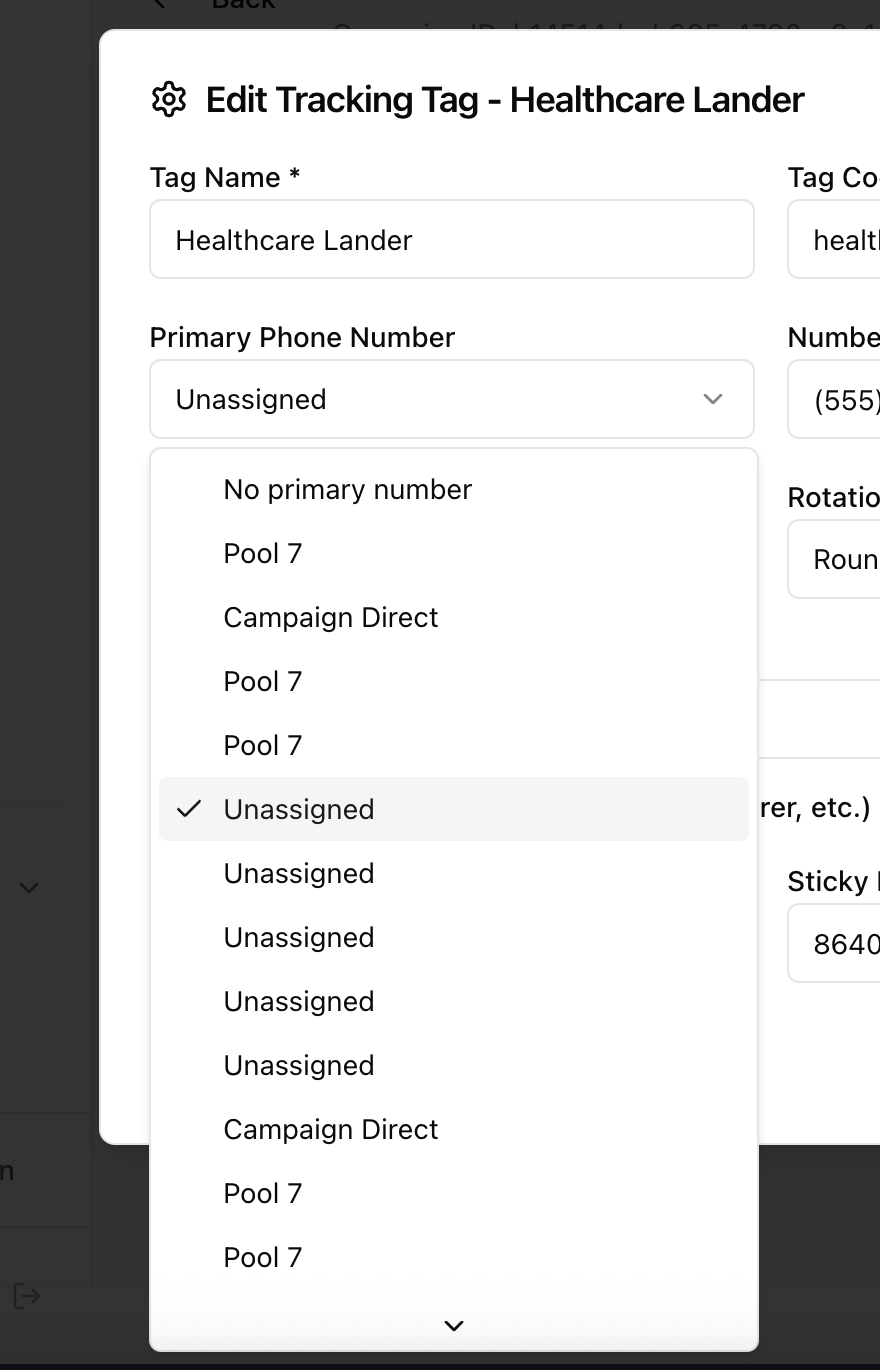 Back
Edit Tracking Tag - Healthcare Lander
Tag Name *
Tag Co
Healthcare Lander
healt
Primary Phone Number
Numbe
Unassigned
(555)
No primary number
Rotatio
Pool 7
Roun
Campaign Direct
Pool 7
Pool 7
Unassigned
rer, etc.)
Unassigned
Sticky
Unassigned
8640
Unassigned
Unassigned
Campaign Direct
n
Pool 7
Pool 7